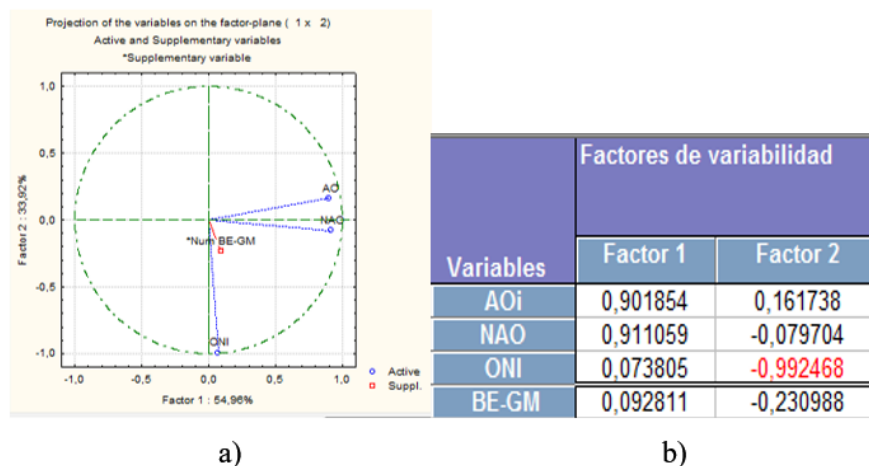 Projection of the variables on the factor-plane ( 1 x 2)
Active and Supplementary variables
*Supplementary variable
1,0
0,5
0,0
-0,5
-1,0
Factor 2 : 33,92%
AO
NAO
*Num BE-GM
ONI
-1,0 -0,5 0,0 0,5 1,0
Factor 1 : 54,96%
Active
Suppl.
a)
Variables
Factores de variabilidad
Factor 1 Factor 2
AOi 0,901854 0,161738
NAO 0,911059 -0,079704
ONI 0,073805 -0,992468
BE-GM 0,092811 -0,230988
b)